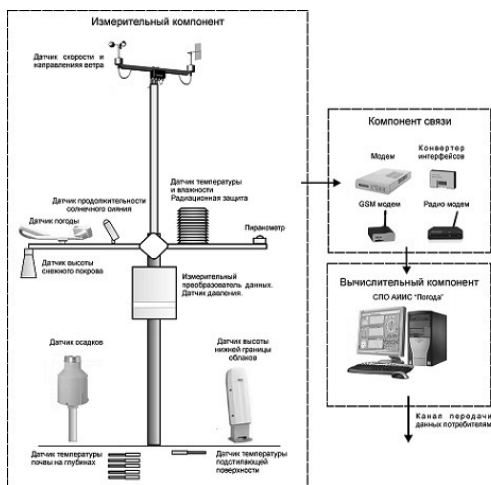 Измерительный компонент
Датчик скорости и
направления ветра
Датчик температуры
и влажности
Радиационная защита
Датчик продолжительности
солнечного сияния
Датчик погоды
Пиранометр
Датчик высоты
снежного покрова
Измерительный
преобразователь данных.
Датчик давления.
Датчик осадков
Датчик высоты
нижней границы
облаков
Датчик температуры
почвы на глубинах
Датчик температуры
подстилающей
поверхности
Компонент связи
Модем
Конвертер
интерфейсов
GSM модем
Радио модем
Вычислительный компонент
СПО АИИС "Погода"
Канал передачи
данных потребителям